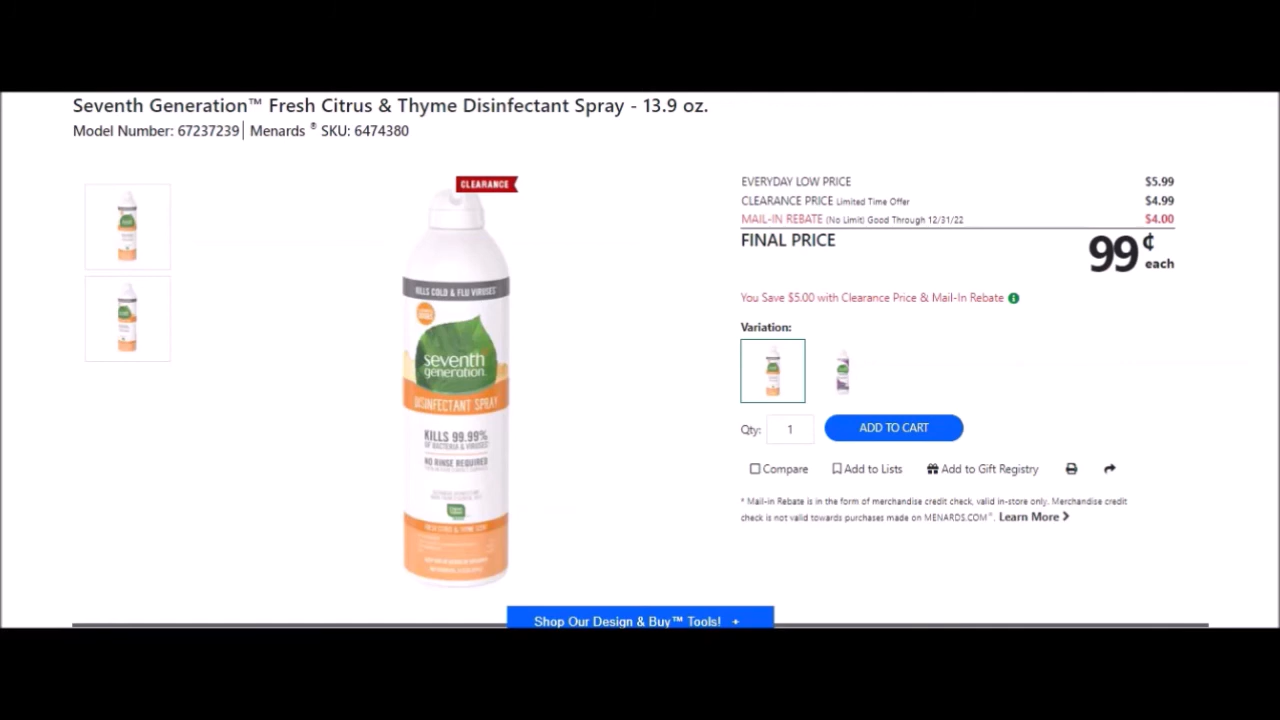 Seventh Generation™ Fresh Citrus & Thyme Disinfectant Spray - 13.9 oz.
Model Number: 67237239 | Menards ® SKU: 6474380
CLEARANCE
KILLS COLD & FLU VIRUSES
seventh
generation.
DISINFECTANT SPRAY
KILLS 99.99%
OF BACTERIA & VIRUSES
NO RINSE REQUIRED
EVERYDAY LOW PRICE $5.99
CLEARANCE PRICE Limited Time Offer $4.99
MAIL-IN REBATE (No Limit) Good Through 12/31/22 $4.00
FINAL PRICE 99¢ each
You Save $5.00 with Clearance Price & Mail-In Rebate
Variation:
Qty: 1 ADD TO CART
Compare Add to Lists Add to Gift Registry
* Mail-in Rebate is in the form of merchandise credit check, valid in-store only. Merchandise credit
check is not valid towards purchases made on MENARDS.COM®. Learn More
Shop Our Design & Buy™ Tools! +